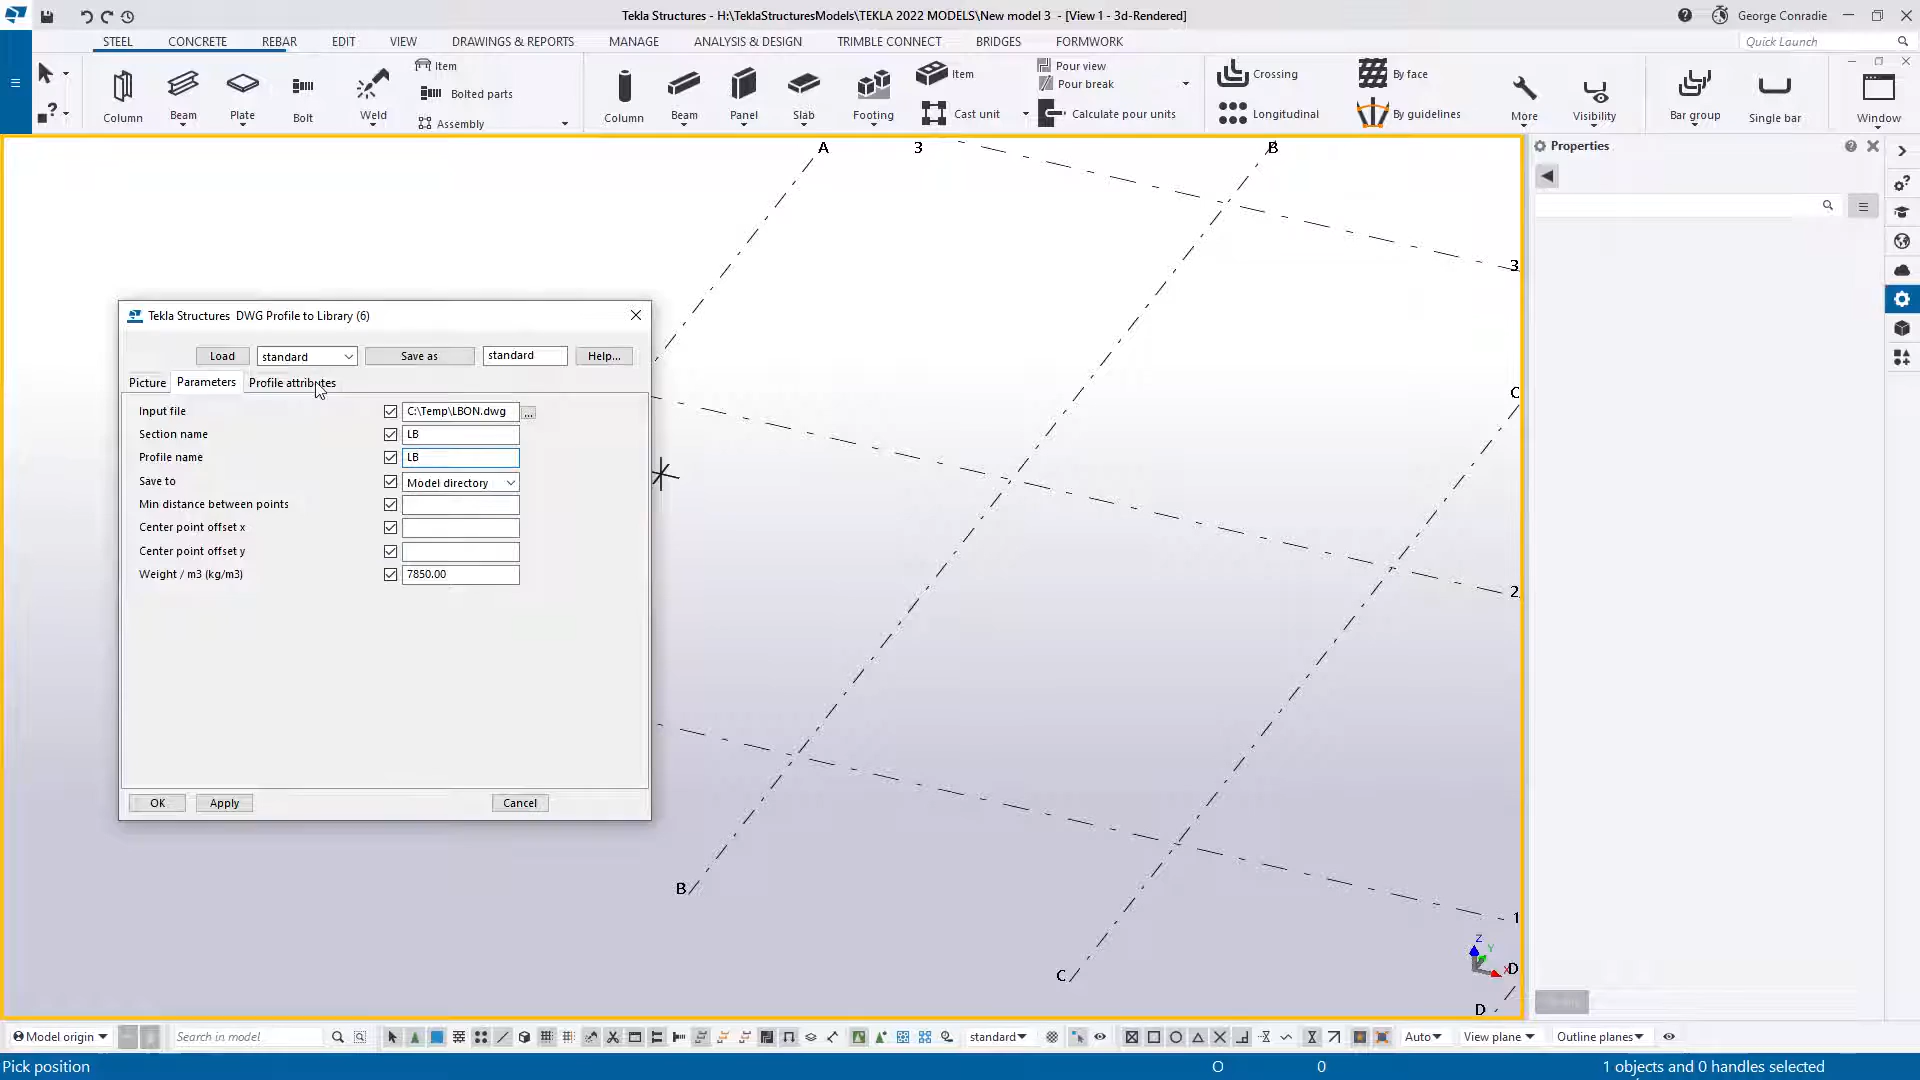 Tekla Structures - H:\TeklaStructuresModels\TEKLA 2022 MODELS\New model 3 - [View 1 - 3d-Rendered]
George Conradie
STEEL CONCRETE REBAR EDIT VIEW DRAWINGS & REPORTS MANAGE ANALYSIS & DESIGN TRIMBLE CONNECT BRIDGES FORMWORK
Quick Launch
Column
Beam
Plate
Bolt
Weld
Item
Bolted parts
Assembly
Column
Beam
Panel
Slab
Footing
Item
Cast unit
Pour view
Pour break
Calculate pour units
Crossing
Longitudinal
By face
By guidelines
More
Visibility
Bar group
Single bar
Window
A
3
B
3
C
2
B
1
C
D
D
Z
Y
X
Properties
Tekla Structures DWG Profile to Library (6)
Load
standard
Save as
standard
Help...
Picture
Parameters
Profile attributes
Input file C:\Temp\LBON.dwg ...
Section name LB
Profile name LB
Save to Model directory
Min distance between points
Center point offset x
Center point offset y
Weight / m3 (kg/m3) 7850.00
OK
Apply
Cancel
Model origin
Search in model
standard
Auto
View plane
Outline planes
Pick position
O
0
1 objects and 0 handles selected